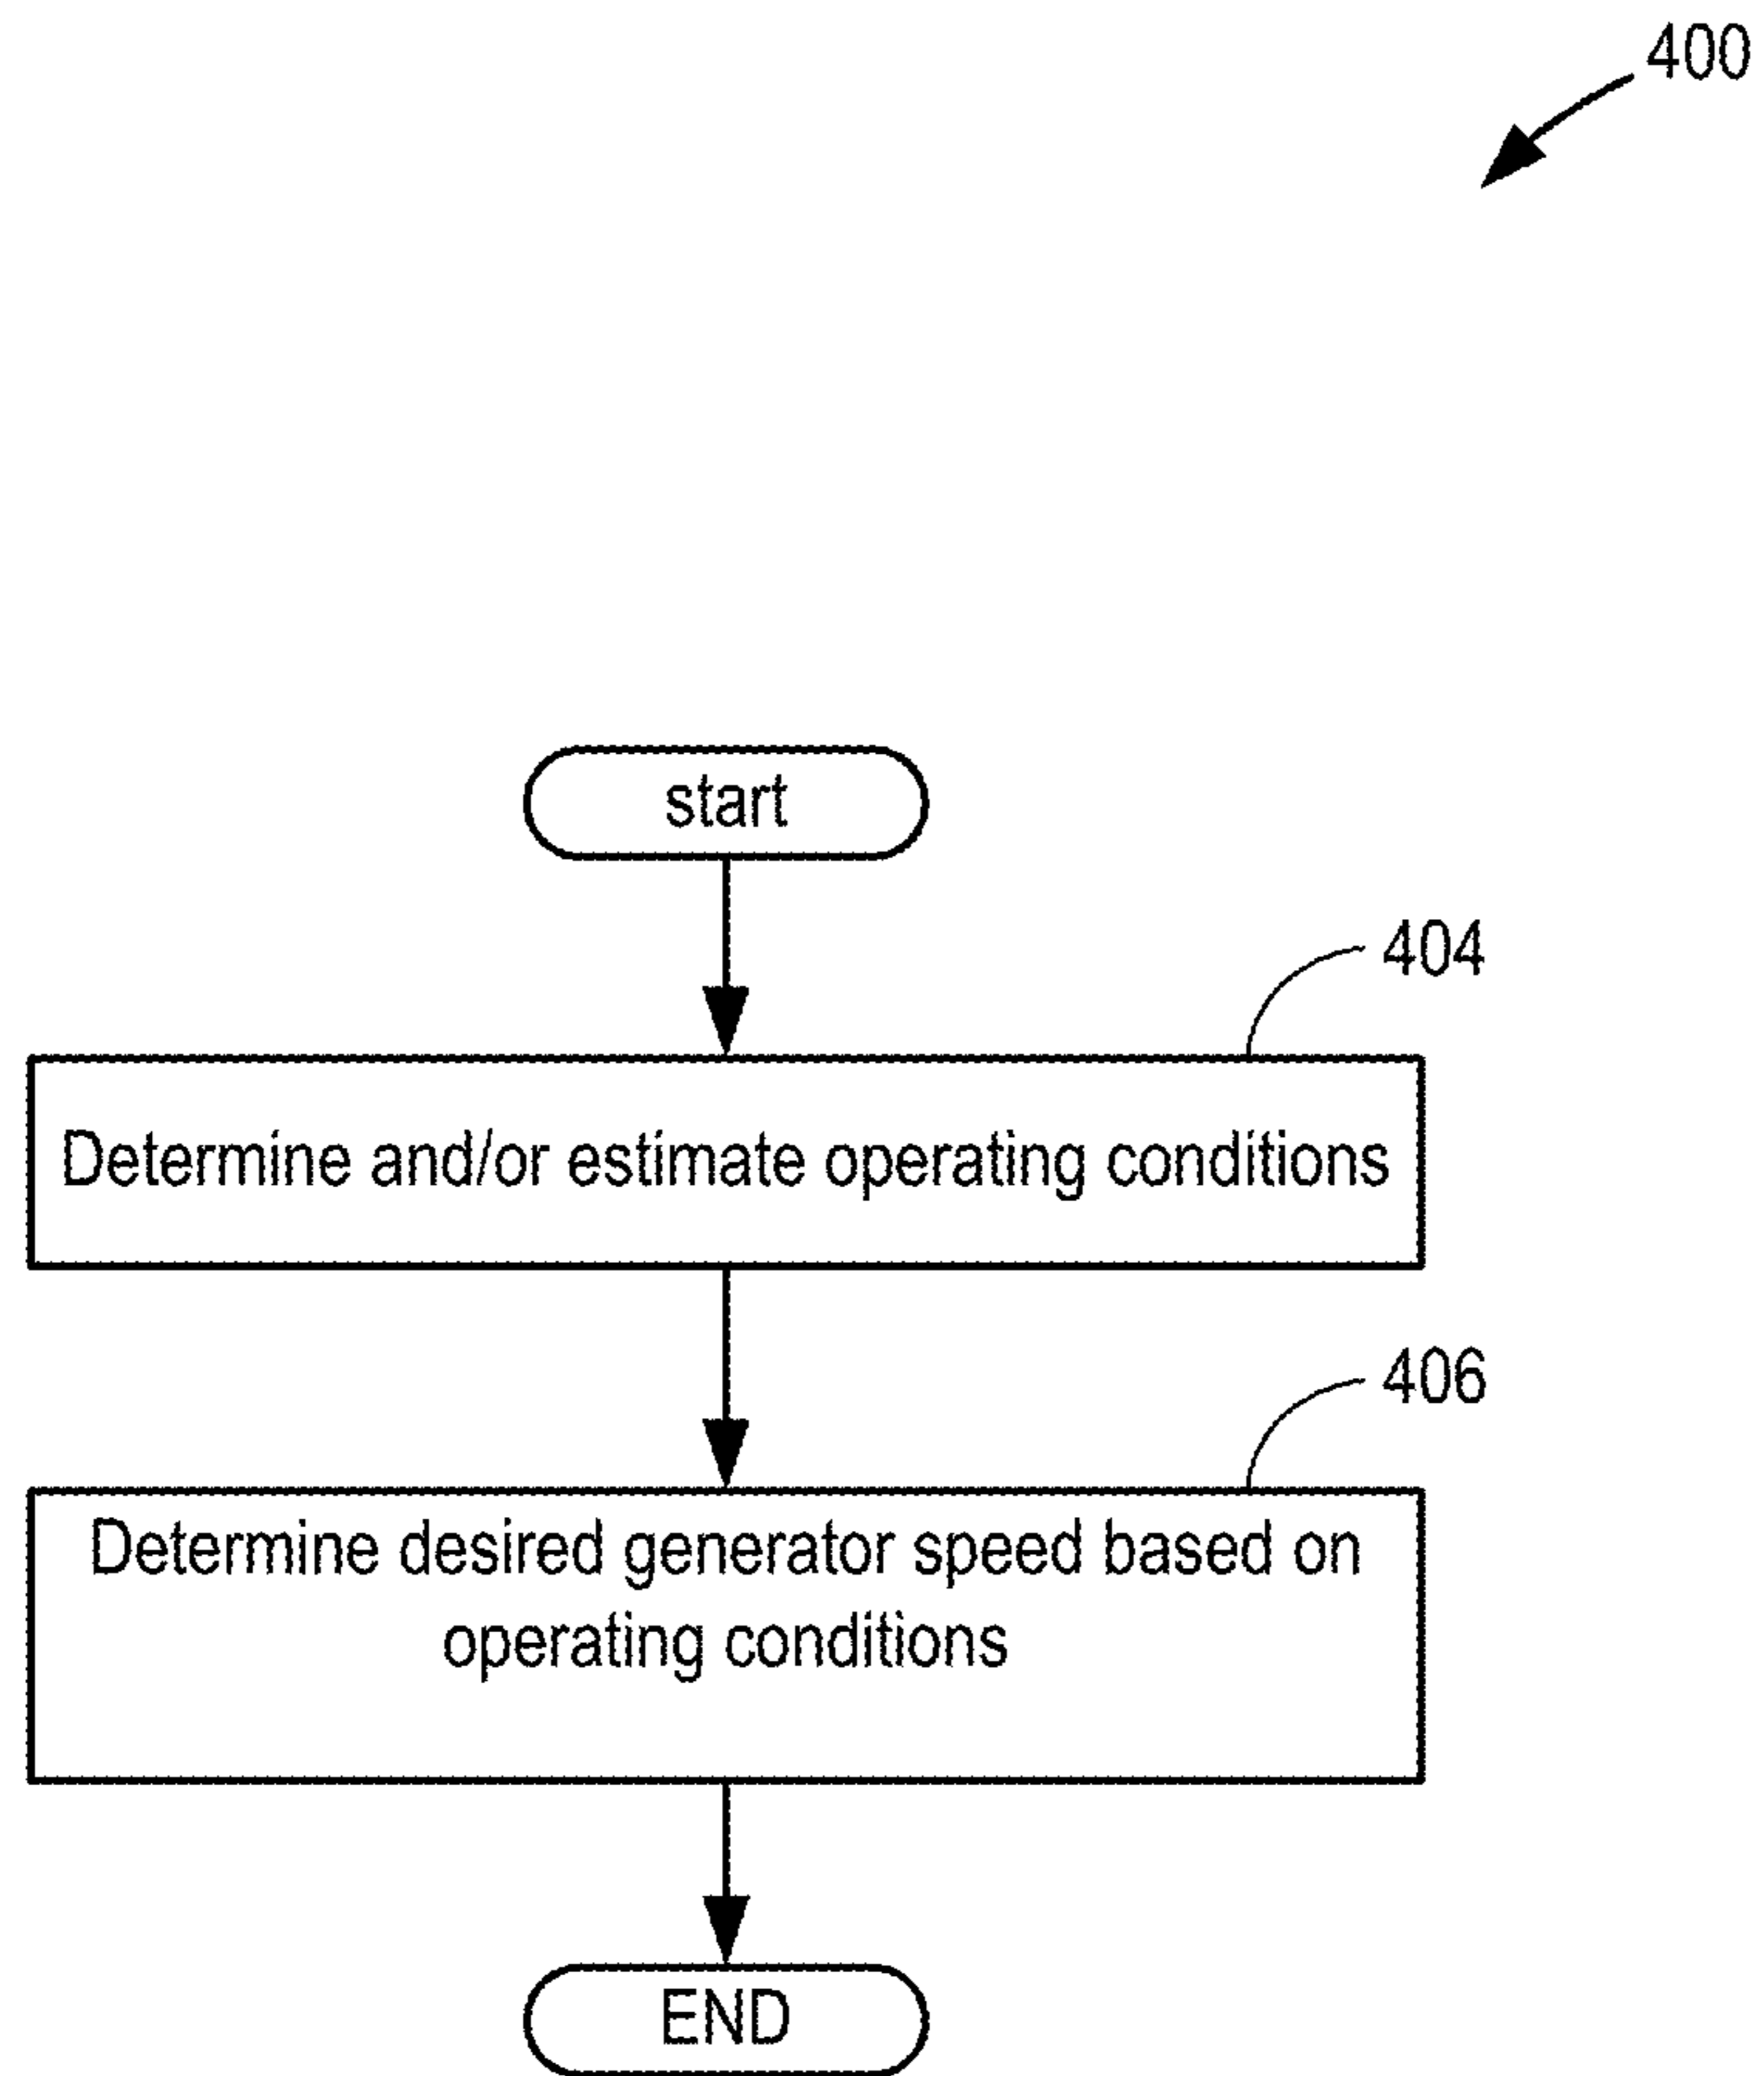 400
start
404
Determine and/or estimate operating conditions
406
Determine desired generator speed based on
operating conditions
END